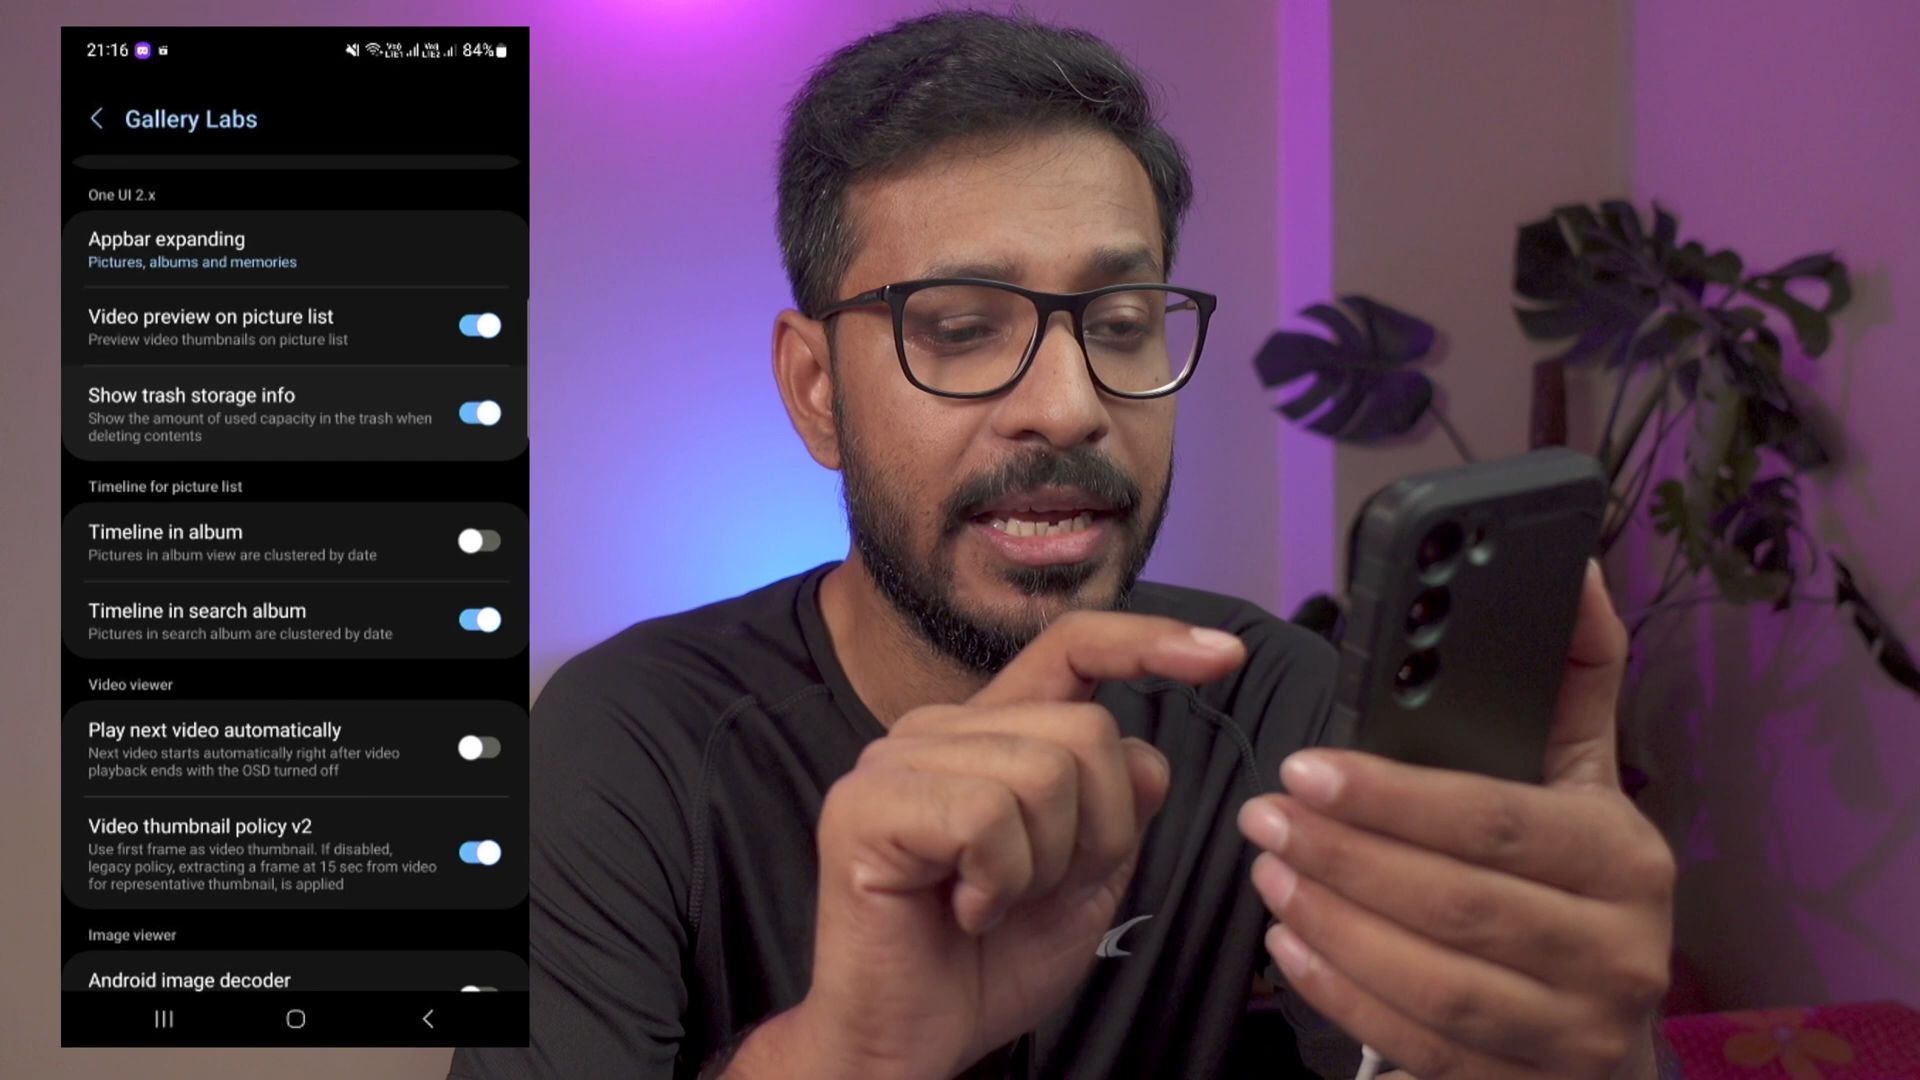 21:16
Vo) LTE1 Vo) LTE2 84%
Gallery Labs
One UI 2.x
Appbar expanding
Pictures, albums and memories
Video preview on picture list
Preview video thumbnails on picture list
Show trash storage info
Show the amount of used capacity in the trash when
deleting contents
Timeline for picture list
Timeline in album
Pictures in album view are clustered by date
Timeline in search album
Pictures in search album are clustered by date
Video viewer
Play next video automatically
Next video starts automatically right after video
playback ends with the OSD turned off
Video thumbnail policy v2
Use first frame as video thumbnail. If disabled,
legacy policy, extracting a frame at 15 sec from video
for representative thumbnail, is applied
Image viewer
Android image decoder